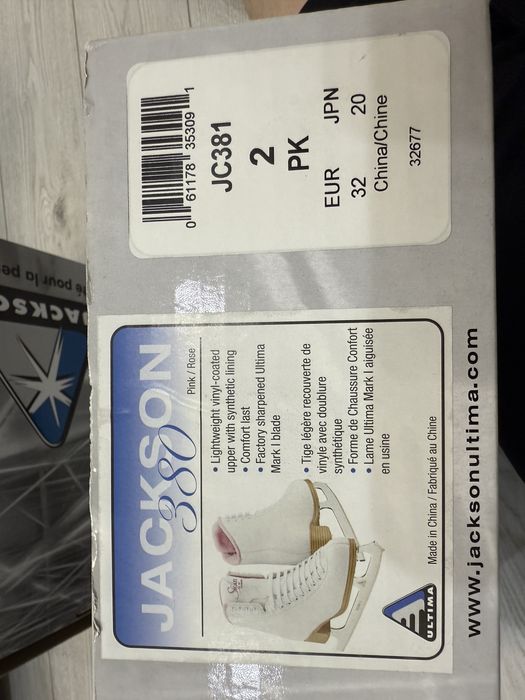 0 61178 35309 1
JC381
2
PK
EUR JPN
32 20
China/Chine
32677
JACKSON
380
Pink / Rose
• Lightweight vinyl-coated
upper with synthetic lining
• Comfort last
• Factory sharpened Ultima
Mark I blade
• Tige légère recouverte de
vinyle avec doublure
synthétique
• Forme de Chaussure Confort
• Lame Ultima Mark I aiguisée
en usine
ULTIMA
Made in China / Fabriqué au Chine
www.jacksonultima.com
pour la pe
JACKSO